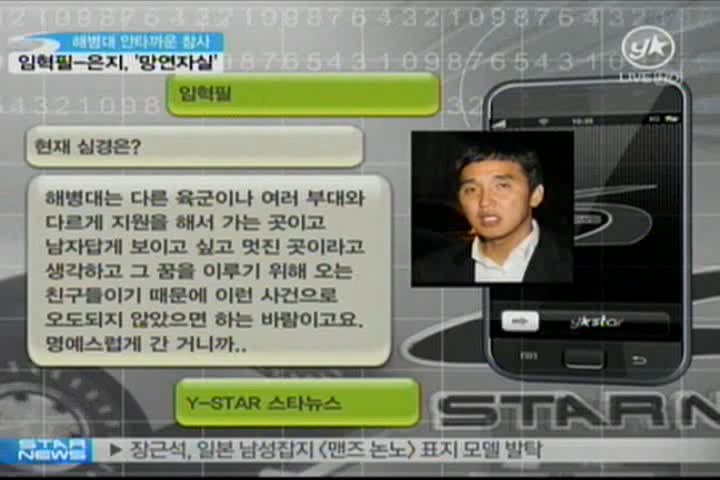 해병대 안타까운 참사
임혁필-은지, '망연자실'
yk
LIVE (HD)
임혁필
현재 심경은?
해병대는 다른 육군이나 여러 부대와
다르게 지원을 해서 가는 곳이고
남자답게 보이고 싶고 멋진 곳이라고
생각하고 그 꿈을 이루기 위해 오는
친구들이기 때문에 이런 사건으로
오도되지 않았으면 하는 바람이고요.
명예스럽게 간 거니까..
ykstar
Y-STAR 스타뉴스
STAR N
STAR NEWS
▶ 장근석, 일본 남성잡지 <맨즈 논노> 표지 모델 발탁